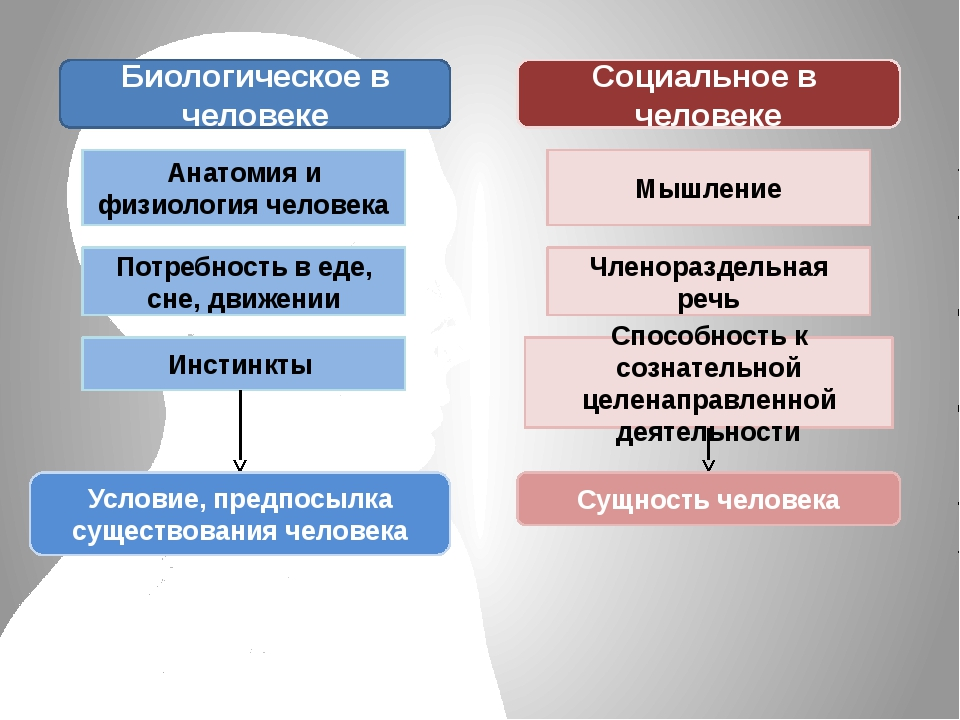 Биологическое в
человеке
Анатомия и
физиология человека
Потребность в еде,
сне, движении
Инстинкты
Условие, предпосылка
существования человека
Социальное в
человеке
Мышление
Членораздельная
речь
Способность к
сознательной
целенаправленной
деятельности
Сущность человека